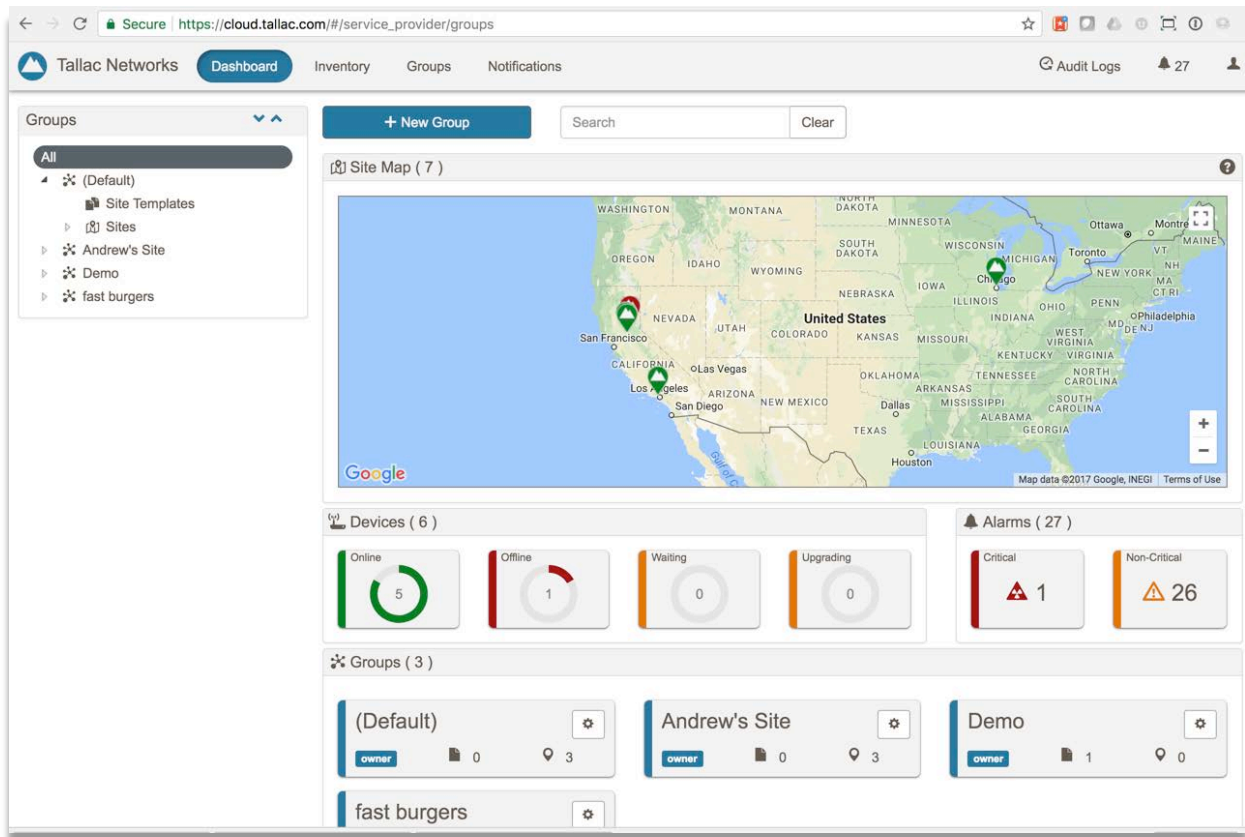 Secure https://cloud.tallac.com/#/service_provider/groups
Tallac Networks Dashboard Inventory Groups Notifications Audit Logs 27
Groups
+ New Group
Search
Clear
All
(Default)
Site Templates
Sites
Andrew's Site
Demo
fast burgers
Site Map ( 7 )
WASHINGTON
MONTANA
NORTH
DAKOTA
MINNESOTA
Ottawa
Montre
MAINE
OREGON
IDAHO
WYOMING
SOUTH
DAKOTA
WISCONSIN
MICHIGAN
Toronto
VT
NH
NEW YORK
MA
CT RI
Chicago
IOWA
NEBRASKA
ILLINOIS
INDIANA
OHIO
PENN
Philadelphia
MD
DE NJ
NEVADA
UTAH
COLORADO
United States
KANSAS
MISSOURI
WEST
VIRGINIA
KENTUCKY
VIRGINIA
San Francisco
CALIFORNIA
Las Vegas
Los Angeles
ARIZONA
NEW MEXICO
OKLAHOMA
ARKANSAS
TENNESSEE
NORTH
CAROLINA
San Diego
Dallas
MISSISSIPPI
SOUTH
CAROLINA
ALABAMA
GEORGIA
TEXAS
LOUISIANA
Houston
Gulf of C
+
−
Google
Map data ©2017 Google, INEGI Terms of Use
Devices ( 6 )
Alarms ( 27 )
Online
5
Offline
1
Waiting
0
Upgrading
0
Critical
1
Non-Critical
26
Groups ( 3 )
(Default)
owner 0 3
Andrew's Site
owner 0 3
Demo
owner 1 0
fast burgers